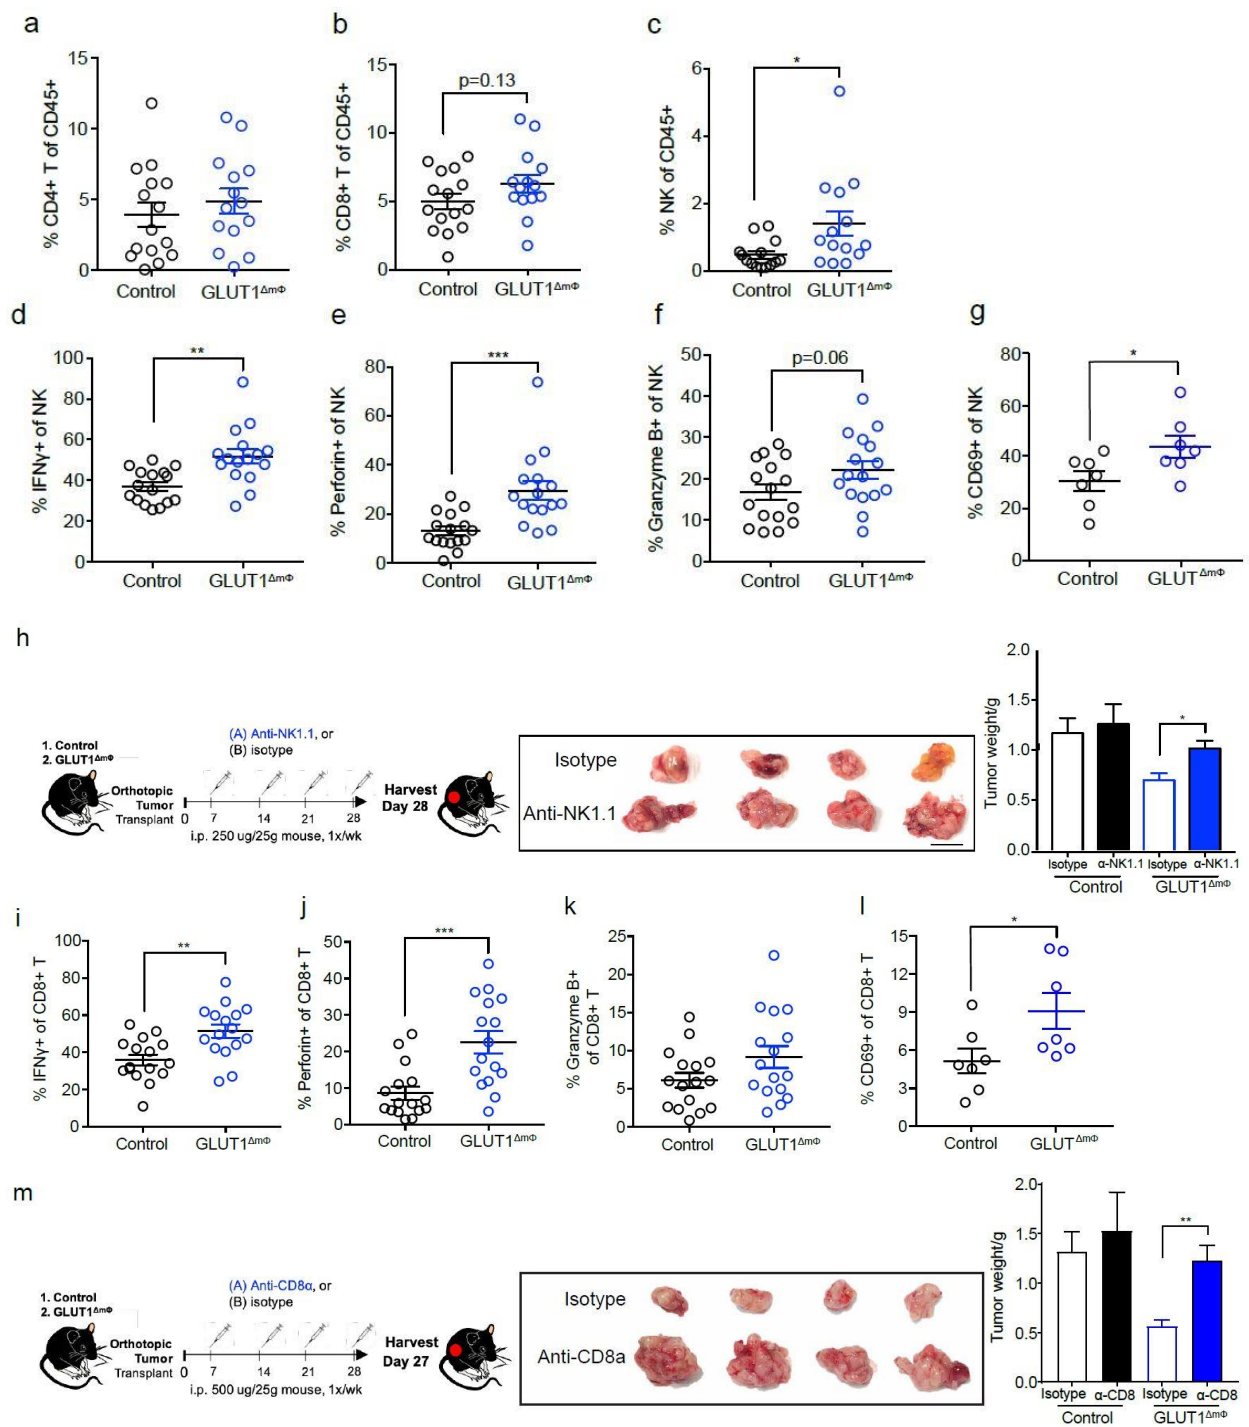 a
% CD4+ T of CD45+
15
10
5
0
Control
GLUT1ΔmΦ
b
% CD8+ T of CD45+
15
10
5
0
p=0.13
Control
GLUT1ΔmΦ
c
% NK of CD45+
6
4
2
0
*
Control
GLUT1ΔmΦ
d
% IFNγ+ of NK
100
80
60
40
20
0
**
Control
GLUT1ΔmΦ
e
% Perforin+ of NK
80
60
40
20
0
***
Control
GLUT1ΔmΦ
f
% Granzyme B+ of NK
50
40
30
20
10
0
p=0.06
Control
GLUT1ΔmΦ
g
% CD69+ of NK
80
60
40
20
0
*
Control
GLUTΔmΦ
h
1. Control
2. GLUT1ΔmΦ
Orthotopic
Tumor
Transplant
(A) Anti-NK1.1, or
(B) isotype
0 7 14 21 28
i.p. 250 ug/25g mouse, 1x/wk
Harvest
Day 28
Isotype
Anti-NK1.1
Tumor weight/g
2.0
1.5
1.0
0.5
0.0
*
Isotype α-NK1.1 Isotype α-NK1.1
Control GLUT1ΔmΦ
i
% IFNγ+ of CD8+ T
100
80
60
40
20
0
**
Control
GLUT1ΔmΦ
j
% Perforin+ of CD8+ T
50
40
30
20
10
0
***
Control
GLUT1ΔmΦ
k
% Granzyme B+
of CD8+ T
25
20
15
10
5
0
Control
GLUT1ΔmΦ
l
% CD69+ of CD8+ T
15
12
9
6
3
0
*
Control
GLUTΔmΦ
m
1. Control
2. GLUT1ΔmΦ
Orthotopic
Tumor
Transplant
(A) Anti-CD8α, or
(B) isotype
0 7 14 21 28
i.p. 500 ug/25g mouse, 1x/wk
Harvest
Day 27
Isotype
Anti-CD8a
Tumor weight/g
2.0
1.5
1.0
0.5
0.0
**
Isotype α-CD8 Isotype α-CD8
Control GLUT1ΔmΦ